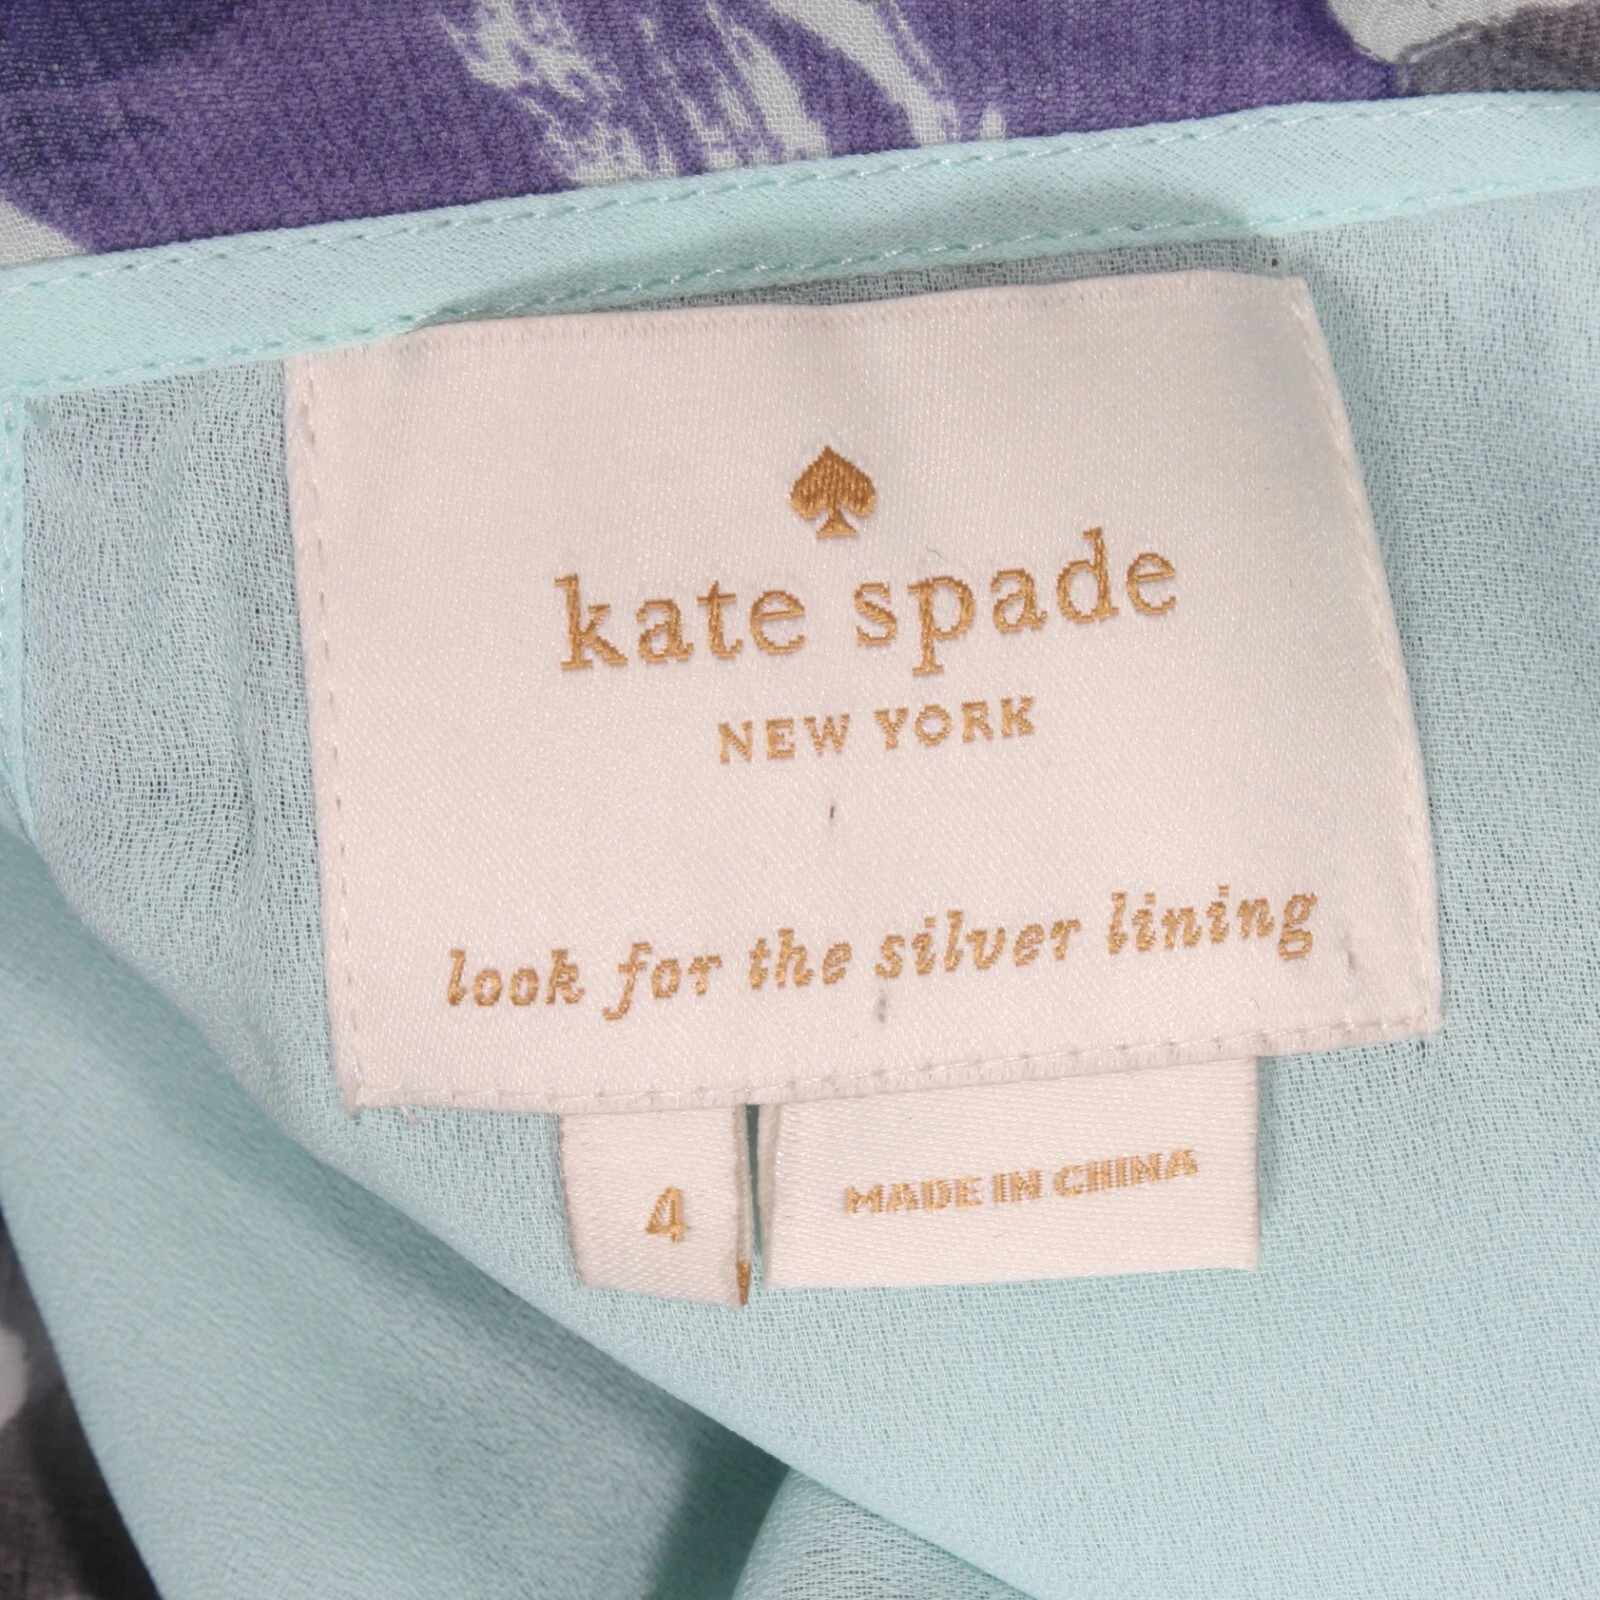 kate spade
NEW YORK
look for the silver lining
4
MADE IN CHINA